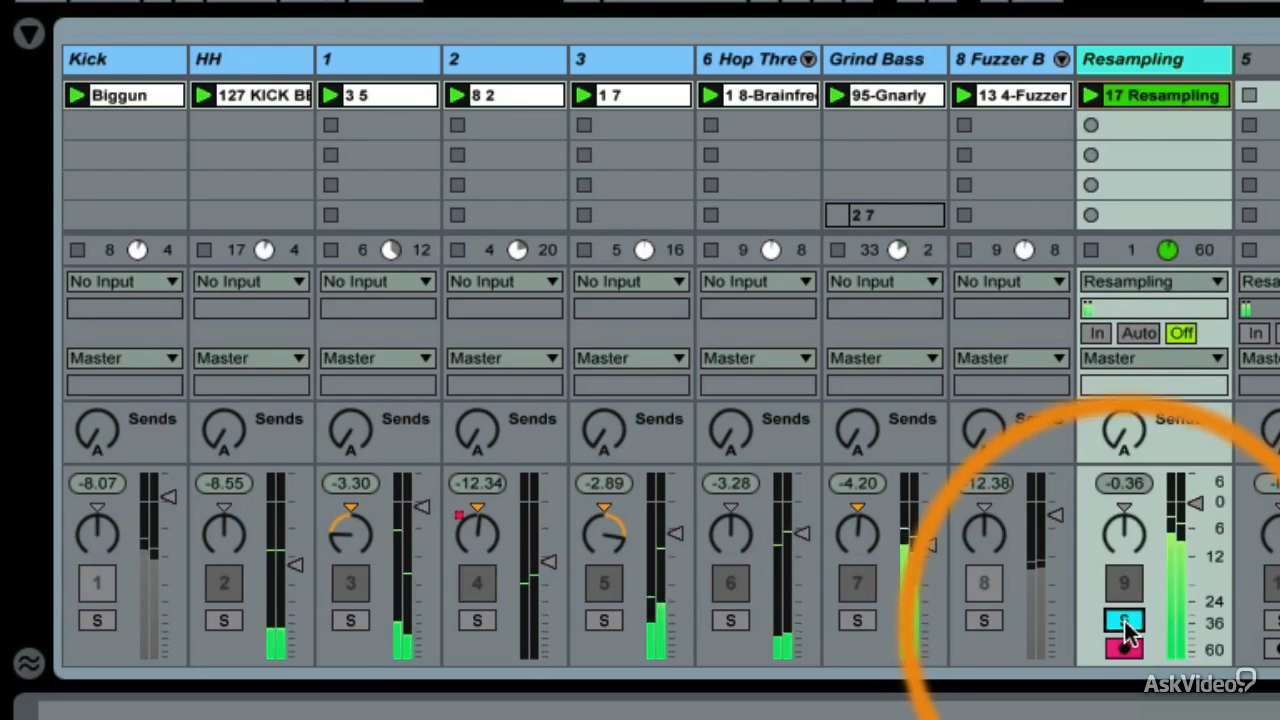 Kick HH 1 2 3 6 Hop Thre Grind Bass 8 Fuzzer B Resampling 5
Biggun 127 KICK BE 3 5 8 2 1 7 1 8-Brainfre 95-Gnarly 13 4-Fuzzer 17 Resampling
2 7
8 4 17 4 6 12 4 20 5 16 9 8 33 2 9 8 1 60
No Input No Input No Input No Input No Input No Input No Input No Input Resampling Resa
In Auto Off In
Master Master Master Master Master Master Master Master Master Mast
Sends Sends Sends Sends Sends Sends Sends
A A A A A A A A A
-8.07 -8.55 -3.30 -12.34 -2.89 -3.28 -4.20 12.38 -0.36 6
0
6
1 2 3 4 5 6 7 8 9 12
24
S S S S S S S S S 36
60
AskVideo